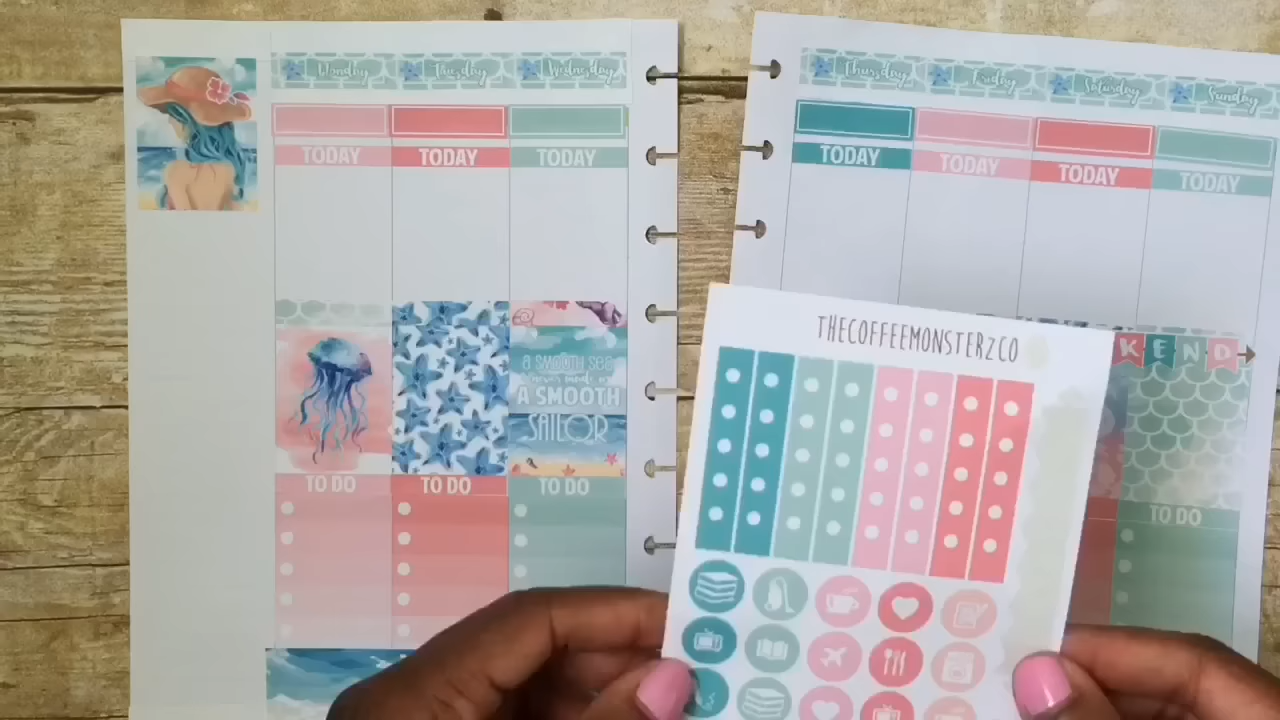 Monday Tuesday Wednesday
TODAY TODAY TODAY
A SMOOTH SEA
A SMOOTH
SAILOR
TO DO TO DO TO DO
Thursday Friday Saturday Sunday
TODAY TODAY TODAY TODAY
KEND
TO DO
THECOFFEEMONSTERZCO